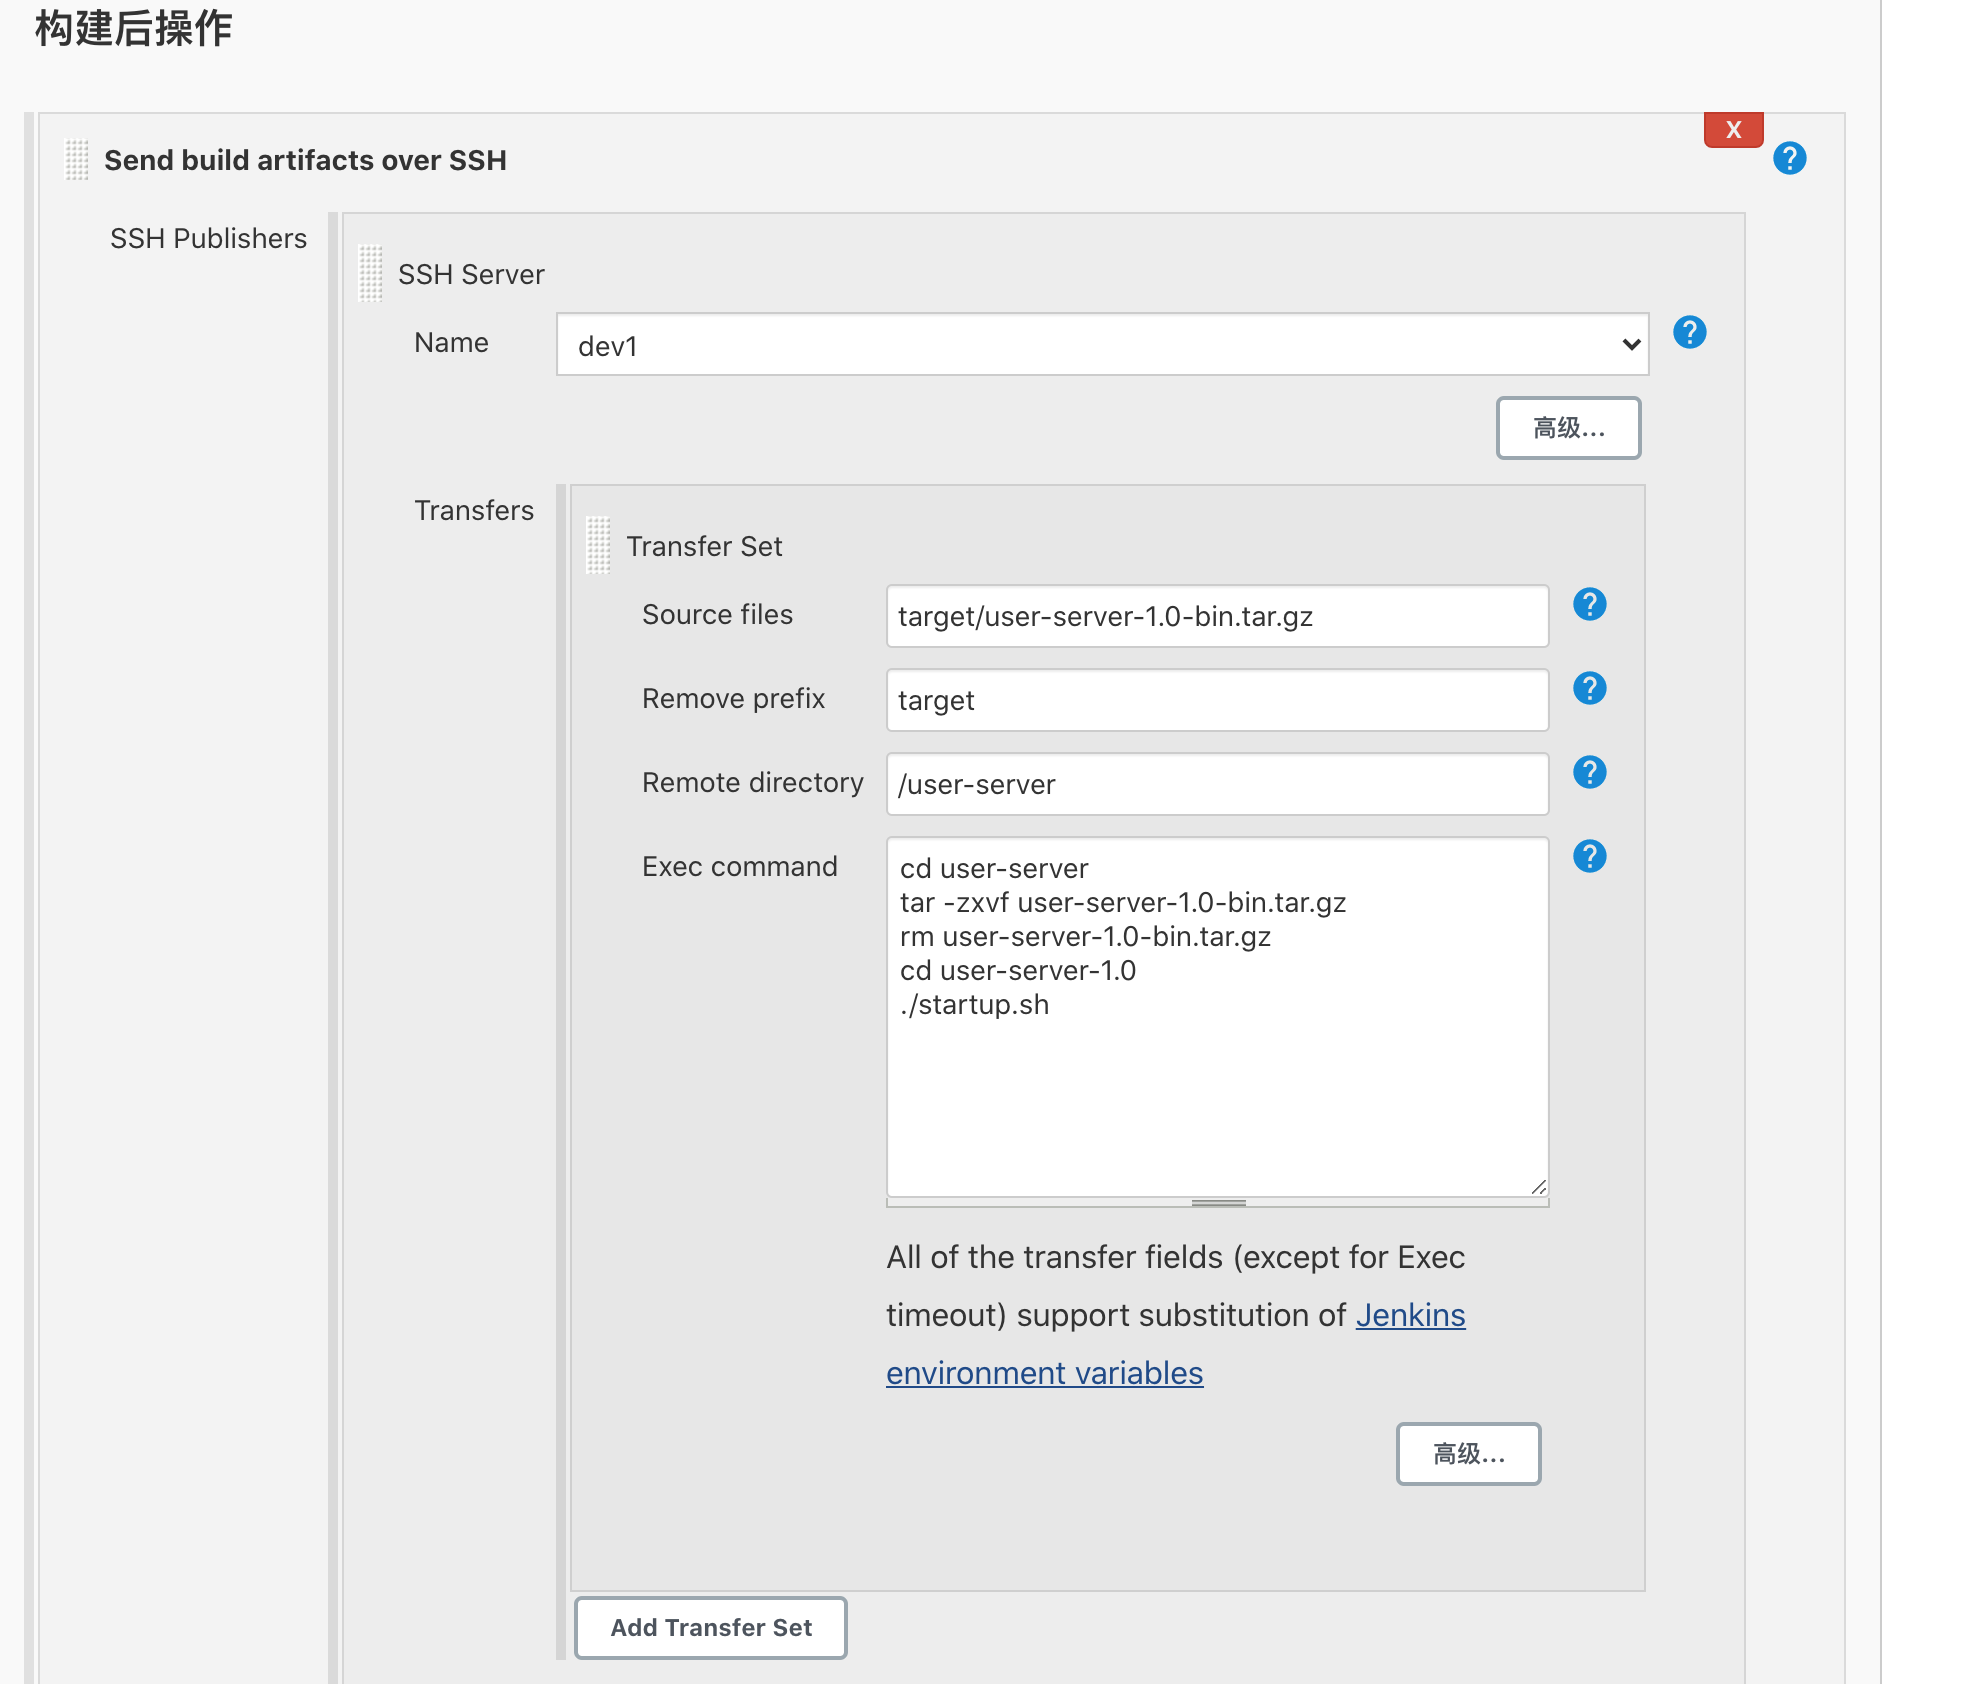 构建后操作
X
Send build artifacts over SSH
?
SSH Publishers
SSH Server
Name
dev1
?
高级...
Transfers
Transfer Set
Source files
target/user-server-1.0-bin.tar.gz
?
Remove prefix
target
?
Remote directory
/user-server
?
Exec command
cd user-server
tar -zxvf user-server-1.0-bin.tar.gz
rm user-server-1.0-bin.tar.gz
cd user-server-1.0
./startup.sh
?
All of the transfer fields (except for Exec
timeout) support substitution of Jenkins
environment variables
高级...
Add Transfer Set